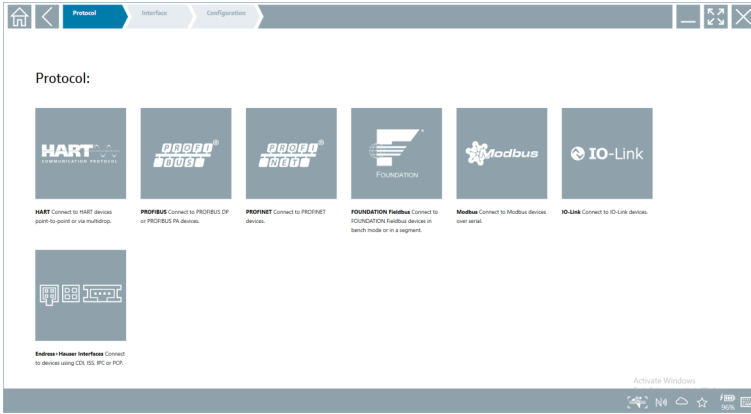 Protocol
Interface
Configuration
Protocol:
HART
COMMUNICATION PROTOCOL
PROFI
BUS
PROFI
NET
FOUNDATION
Modbus
IO-Link
HART Connect to HART devices
point-to-point or via multidrop.
PROFIBUS Connect to PROFIBUS DP
or PROFIBUS PA devices.
PROFINET Connect to PROFINET
devices.
FOUNDATION Fieldbus Connect to
FOUNDATION Fieldbus devices in
bench mode or in a segment.
Modbus Connect to Modbus devices
over serial.
IO-Link Connect to IO-Link devices.
Endress+Hauser Interfaces Connect
to devices using CDI, ISS, IPC or PCP.
Activate Windows
96%